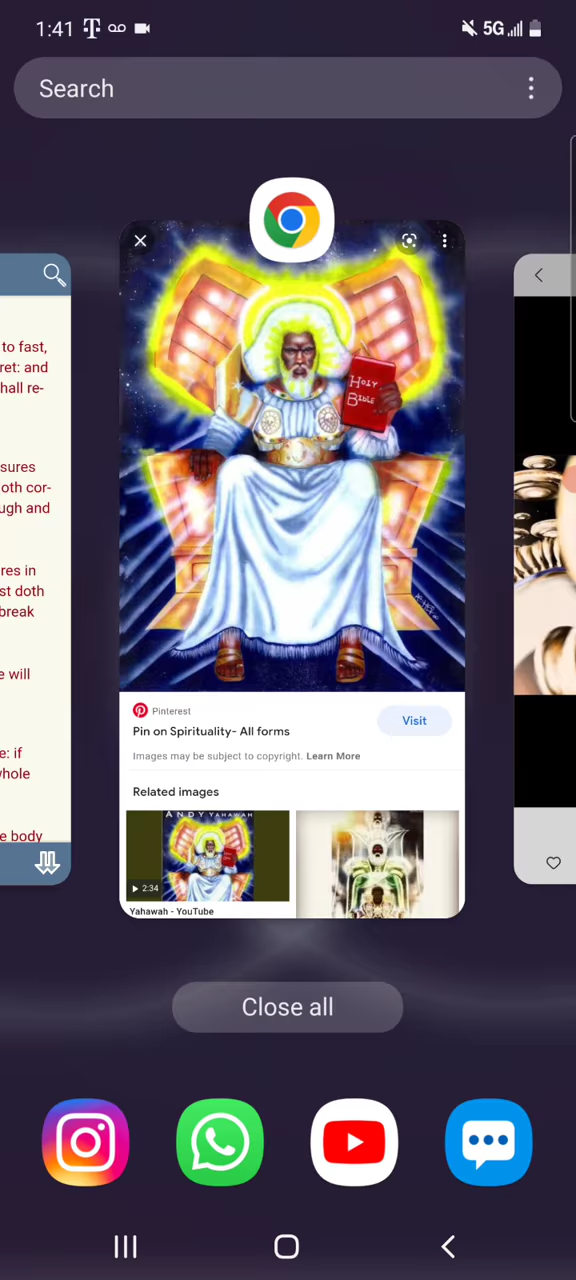 1:41
5G
Search
to fast,
ret: and
hall re-
sures
oth cor-
ugh and
res in
st doth
break
e will
e: if
whole
e body
HOLY
BIBLE
Pinterest
Visit
Pin on Spirituality- All forms
Images may be subject to copyright. Learn More
Related images
ANDY YAHAWAH
2:34
Yahawah - YouTube
Close all